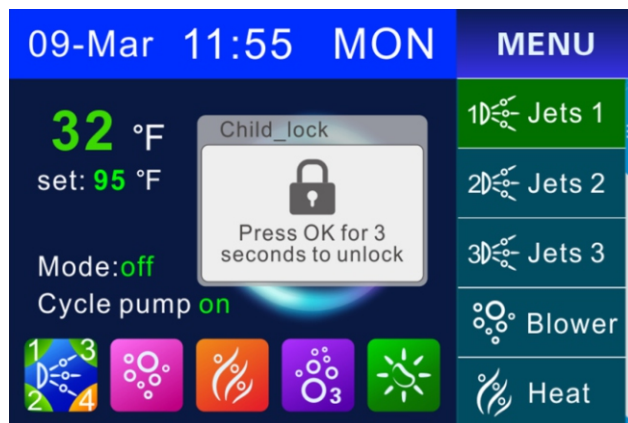 09-Mar 11:55 MON
MENU
32 °F
set: 95 °F
Mode:off
Cycle pump on
Child_lock
Press OK for 3
seconds to unlock
1 3
2 4
O3
1 Jets 1
2 Jets 2
3 Jets 3
Blower
Heat